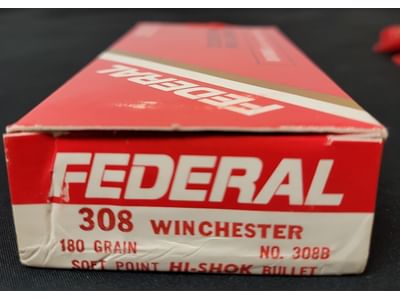 FEDERAL
FEDERAL
308 WINCHESTER
180 GRAIN NO. 308B
SOFT POINT HI-SHOK BULLET